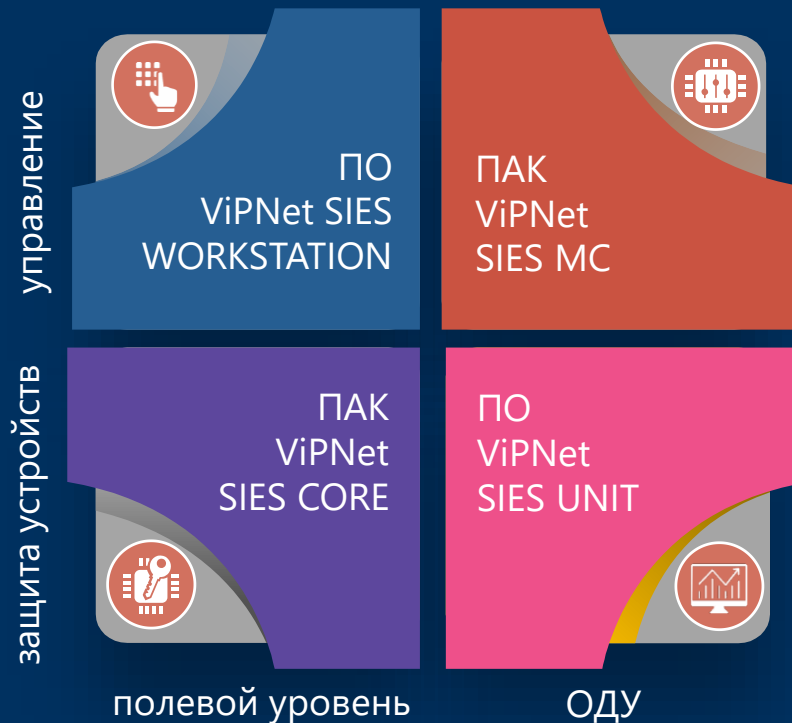 управление
ПО
ViPNet SIES
WORKSTATION
ПАК
ViPNet
SIES MC
защита устройств
ПАК
ViPNet
SIES CORE
ПО
ViPNet
SIES UNIT
полевой уровень
ОДУ